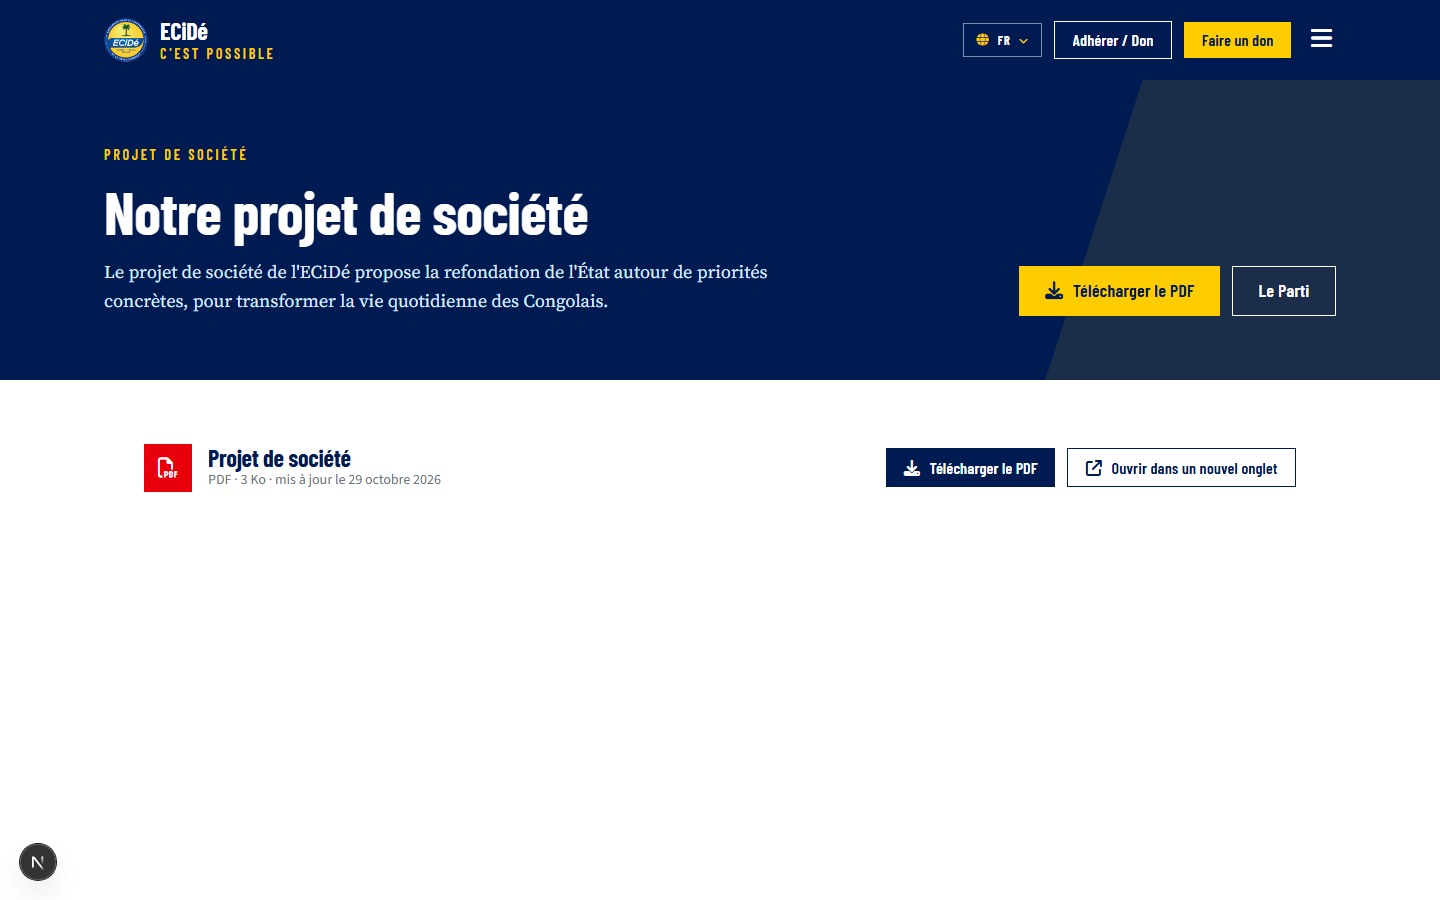 ECiDé
ECiDé
C'EST POSSIBLE
FR
Adhérer / Don
Faire un don
PROJET DE SOCIÉTÉ
Notre projet de société
Le projet de société de l'ECiDé propose la refondation de l'État autour de priorités
concrètes, pour transformer la vie quotidienne des Congolais.
Télécharger le PDF
Le Parti
PDF
Projet de société
PDF · 3 Ko · mis à jour le 29 octobre 2026
Télécharger le PDF
Ouvrir dans un nouvel onglet
N